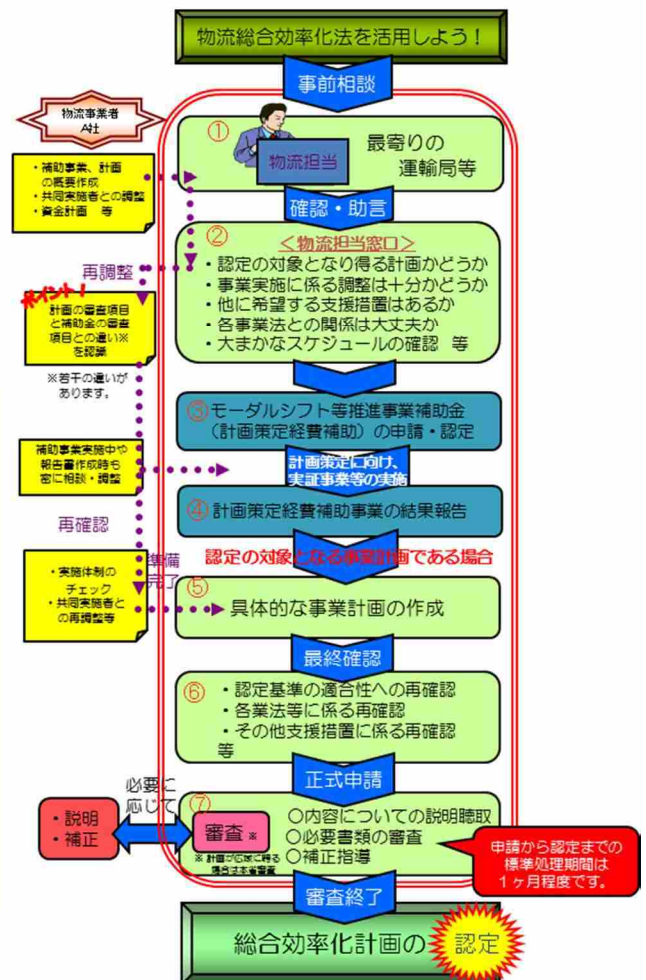 物流総合効率化法を活用しよう！
事前相談
物流事業者
A社
①
物流担当
最寄りの
運輸局等
・補助事業、計画
の概要作成
・共同実施者との調整
・資金計画　等
確認・助言
②
＜物流担当窓口＞
・認定の対象となり得る計画かどうか
・事業実施に係る調整は十分かどうか
・他に希望する支援措置はあるか
・各事業法との関係は大丈夫か
・大まかなスケジュールの確認　等
再調整
ポイント！
計画の審査項目
と補助金の審査
項目との違い※
を認識
※若干の違いが
あります。
③モーダルシフト等推進事業補助金
（計画策定経費補助）の申請・認定
補助事業実施中や
報告書作成時も
密に相談・調整
計画策定に向け、
実証事業等の実施
④計画策定経費補助事業の結果報告
再確認
認定の対象となる事業計画である場合
準備
完了
・実施体制の
チェック
・共同実施者と
の再調整等
⑤
具体的な事業計画の作成
最終確認
⑥
・認定基準の適合性への再確認
・各業法等に係る再確認
・その他支援措置に係る再確認
等
正式申請
必要に
応じて
・説明
・補正
⑦
審査※
※計画が広域に跨る
場合は本省審査
○内容についての説明聴取
○必要書類の審査
○補正指導
申請から認定までの
標準処理期間は
１ヶ月程度です。
審査終了
総合効率化計画の
認定